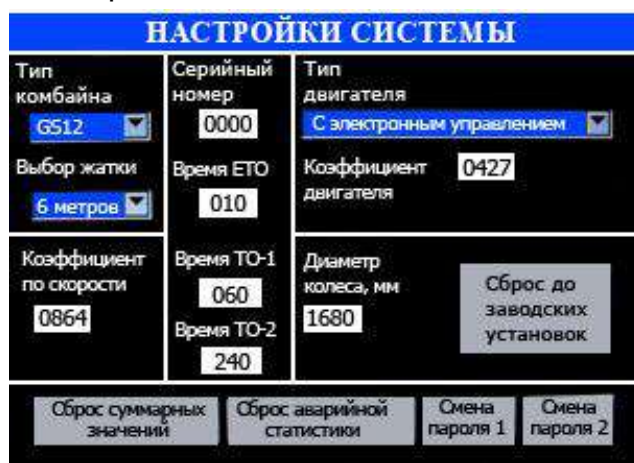 НАСТРОЙКИ СИСТЕМЫ
Тип
комбайна
GS12
Выбор жатки
6 метров
Серийный
номер
0000
Время ЕТО
010
Тип
двигателя
С электронным управлением
Коэффициент
двигателя
0427
Коэффициент
по скорости
0864
Время ТО-1
060
Время ТО-2
240
Диаметр
колеса, мм
1680
Сброс до
заводских
установок
Сброс суммарных
значений
Сброс аварийной
статистики
Смена
пароля 1
Смена
пароля 2